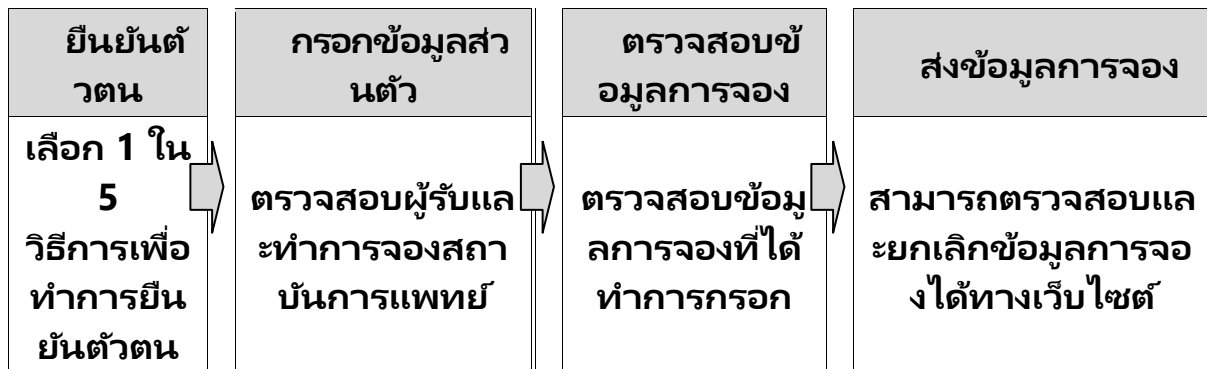 ยืนยันตั
วตน
เลือก 1 ใน
5
วิธีการเพื่อ
ทำการยืน
ยันตัวตน
กรอกข้อมูลส่ว
นตัว
ตรวจสอบผู้รับแล
ะทำการจองสถา
บันการแพทย์
ตรวจสอบข้
อมูลการจอง
ตรวจสอบข้อมู
ลการจองที่ได้
ทำการกรอก
ส่งข้อมูลการจอง
สามารถตรวจสอบแล
ะยกเลิกข้อมูลการจอ
งได้ทางเว็บไซต์